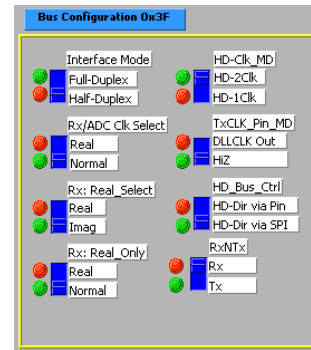 Bus Configuration 0x3F
Interface Mode
Full-Duplex
Half-Duplex
Rx/ADC Clk Select
Real
Normal
Rx: Real_Select
Real
Imag
Rx: Real_Only
Real
Normal
HD-Clk_MD
HD-2Clk
HD-1Clk
TxCLK_Pin_MD
DLLCLK Out
HiZ
HD_Bus_Ctrl
HD-Dir via Pin
HD-Dir via SPI
RxNTx
Rx
Tx